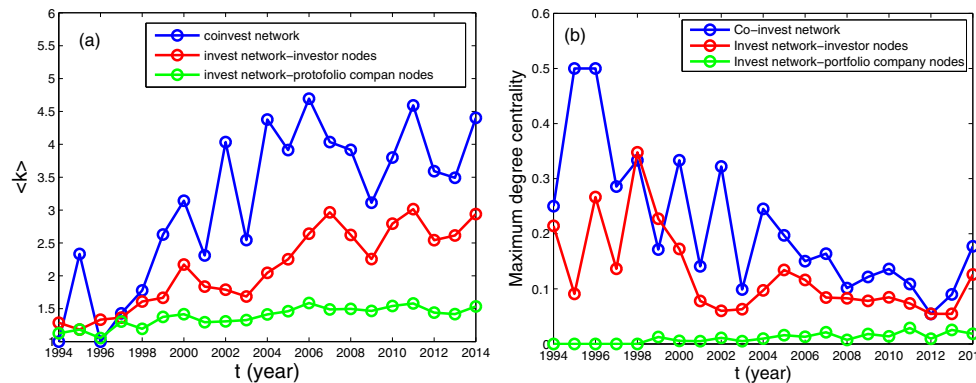 (a)
coinvest network
invest network−investor nodes
invest network−protofolio compan nodes
6
5.5
5
4.5
4
3.5
3
2.5
2
1.5
1
<k>
1994 1996 1998 2000 2002 2004 2006 2008 2010 2012 2014
t (year)
(b)
Co−invest network
Invest network−investor nodes
Invest network−portfolio company nodes
0.6
0.5
0.4
0.3
0.2
0.1
0
Maximum degree centrality
1994 1996 1998 2000 2002 2004 2006 2008 2010 2012 201
t (year)